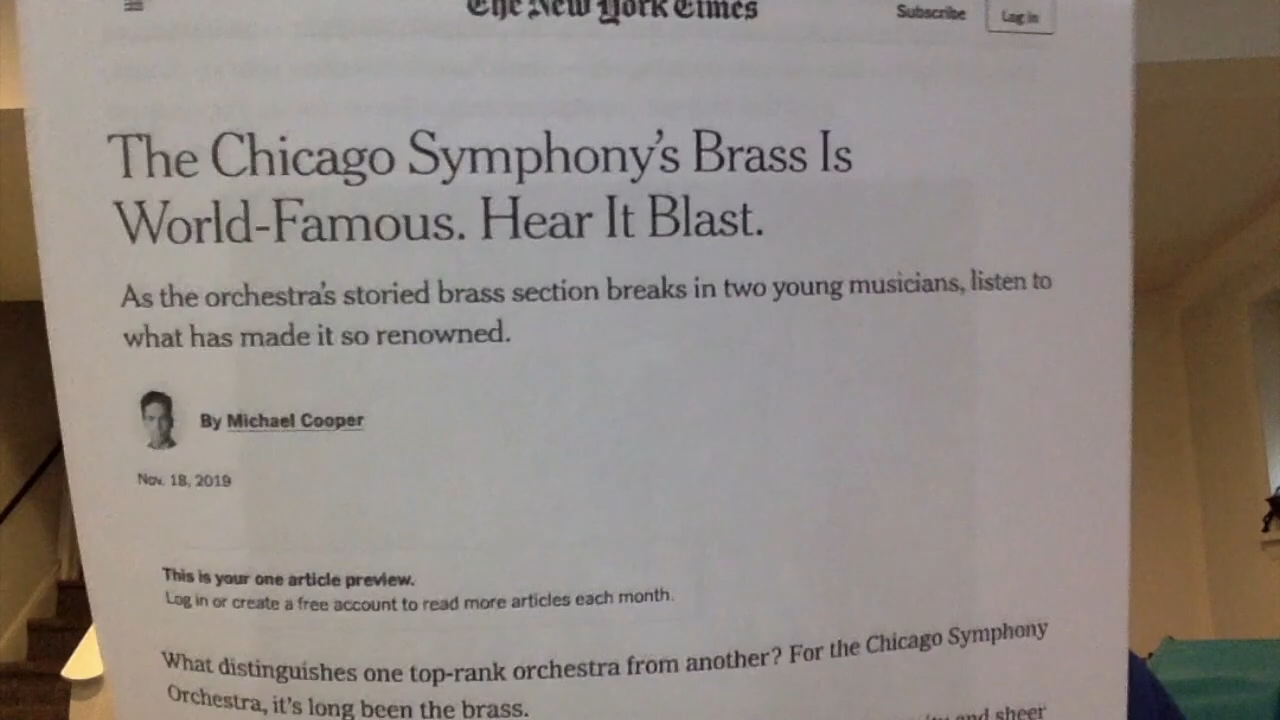 The New York Times
Subscribe
Log in
The Chicago Symphony's Brass Is
World-Famous. Hear It Blast.
As the orchestra's storied brass section breaks in two young musicians, listen to
what has made it so renowned.
By Michael Cooper
Nov. 18, 2019
This is your one article preview.
Log in or create a free account to read more articles each month.
What distinguishes one top-rank orchestra from another? For the Chicago Symphony
Orchestra, it's long been the brass.
and sheer